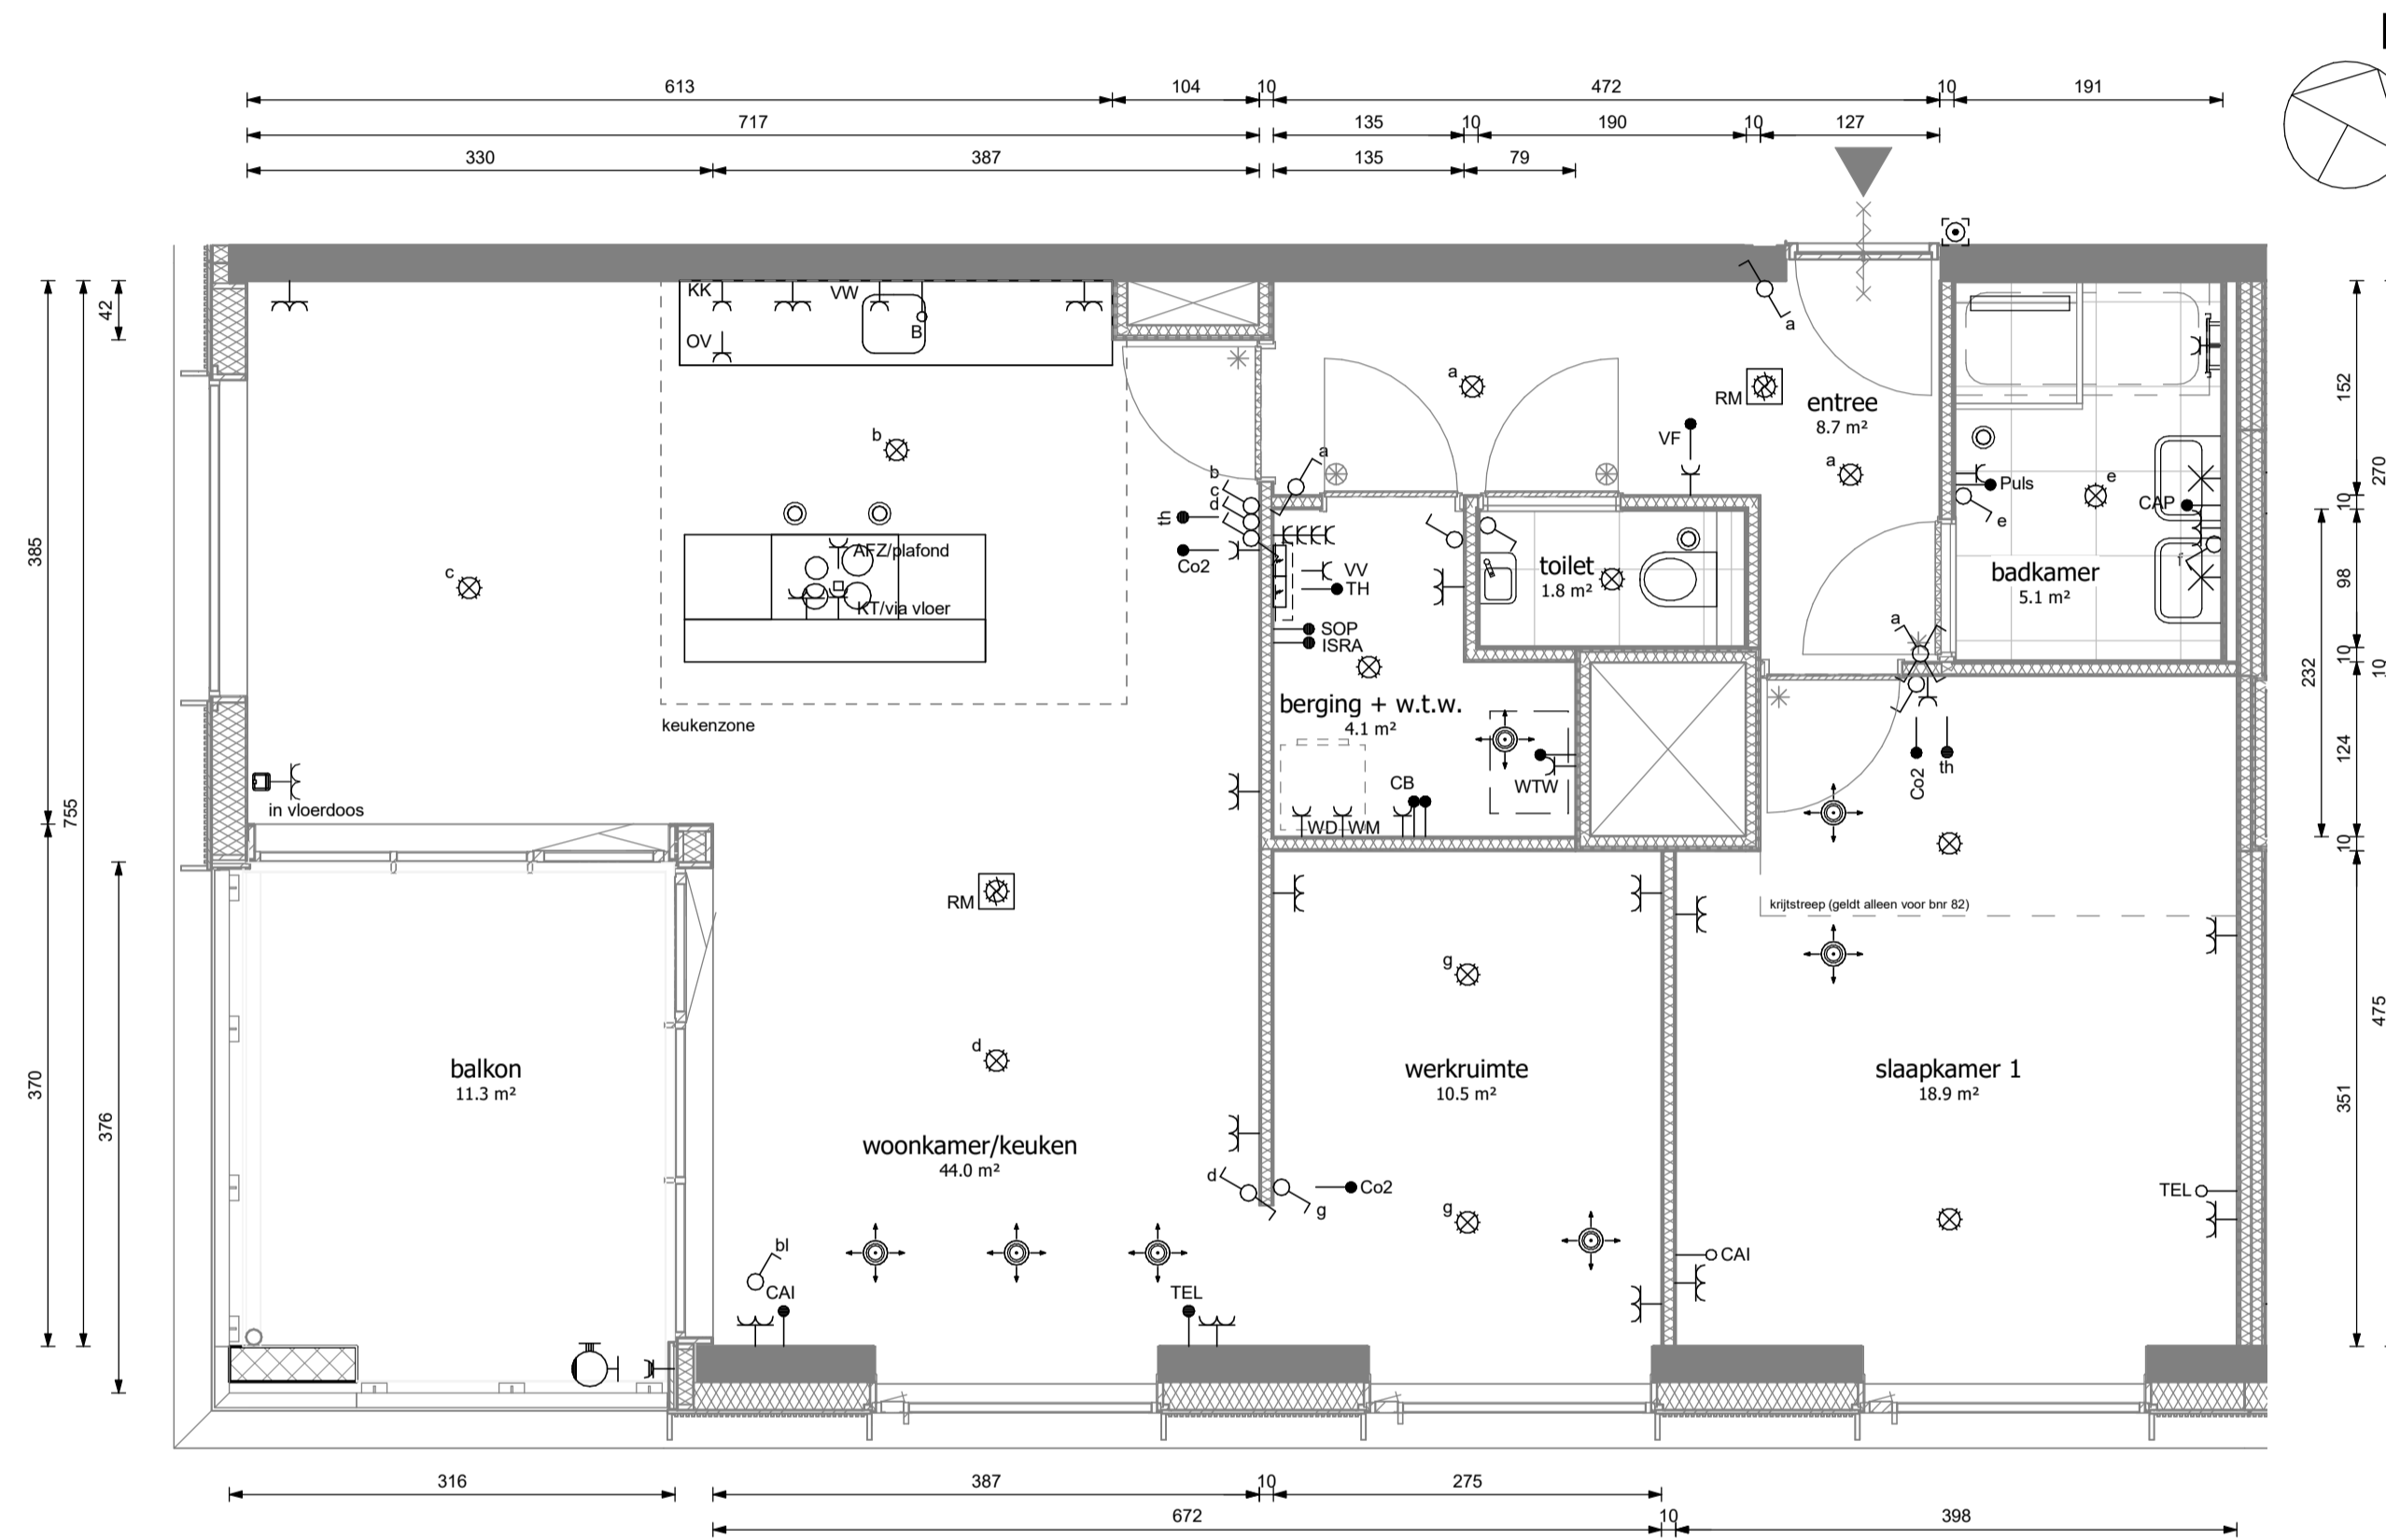 613 104 10 472 10 191
717 135 10 190 10 127
330 387 135 79
42
385
755
370
376
KK
VW
OV
B
a
a
RM
entree
8.7 m²
152
b
VF
a
a
270
b
c
d
th
Co2
Puls
e
CAP
e
f
10
c
AFZ/plafond
KT/via vloer
VV
TH
toilet
1.8 m²
badkamer
5.1 m²
98
SOP
ISRA
a
10
10
232
keukenzone
berging + w.t.w.
4.1 m²
CB
WTW
WD
WM
Co2
th
124
in vloerdoos
10
RM
krijtstreep (geldt alleen voor bnr 82)
g
475
d
balkon
11.3 m²
werkruimte
10.5 m²
slaapkamer 1
18.9 m²
351
woonkamer/keuken
44.0 m²
d
Co2
g
g
TEL
bl
CAI
TEL
CAI
316 387 10 275
672 10 398